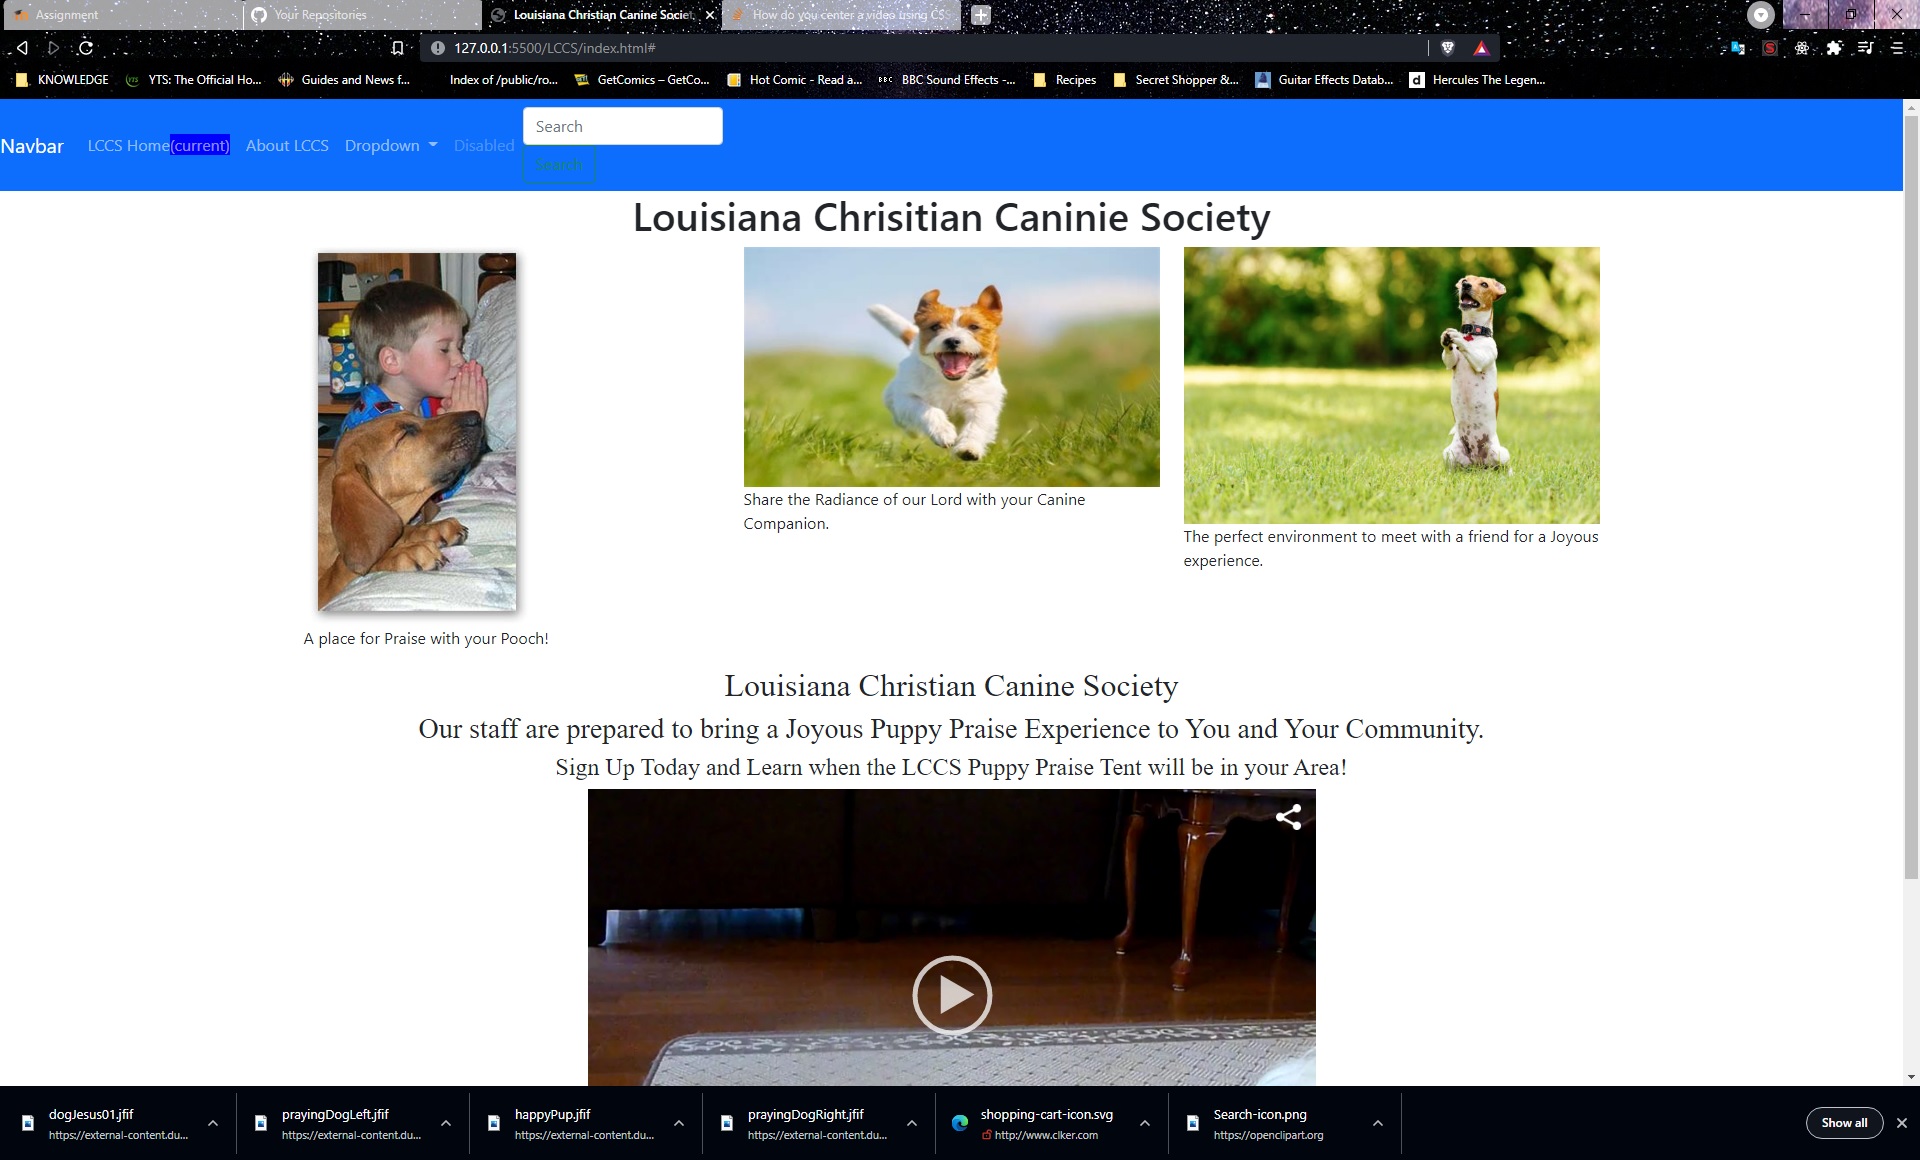 Assignment
Your Repositories
Louisiana Christian Canine Societ
How do you center a video using CSS
127.0.0.1:5500/LCCS/index.html#
KNOWLEDGE
YTS: The Official Ho...
Guides and News f...
Index of /public/ro...
GetComics – GetCo...
Hot Comic - Read a...
BBC Sound Effects -...
Recipes
Secret Shopper &...
Guitar Effects Datab...
Hercules The Legen...
Search
Navbar
LCCS Home(current)
About LCCS
Dropdown
Disabled
Search
Louisiana Chrisitian Caninie Society
Share the Radiance of our Lord with your Canine
Companion.
The perfect environment to meet with a friend for a Joyous
experience.
A place for Praise with your Pooch!
Louisiana Christian Canine Society
Our staff are prepared to bring a Joyous Puppy Praise Experience to You and Your Community.
Sign Up Today and Learn when the LCCS Puppy Praise Tent will be in your Area!
dogJesus01.jfif
https://external-content.du...
prayingDogLeft.jfif
https://external-content.du...
happyPup.jfif
https://external-content.du...
prayingDogRight.jfif
https://external-content.du...
shopping-cart-icon.svg
http://www.clker.com
Search-icon.png
https://openclipart.org
Show all